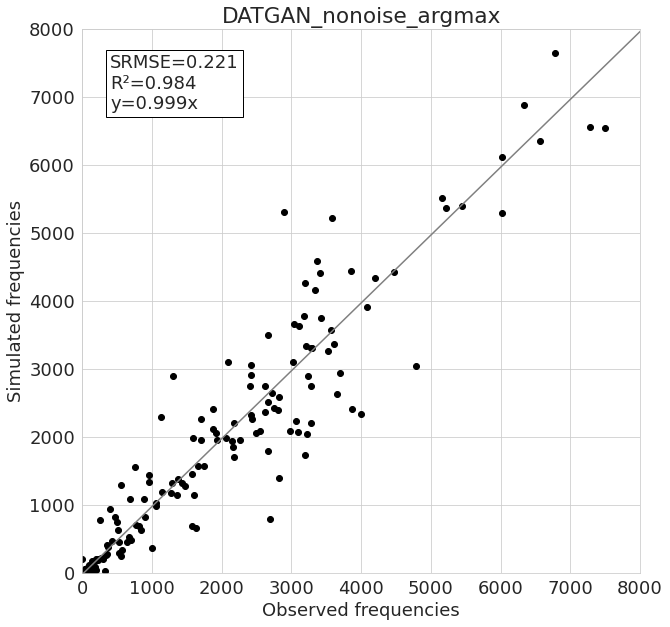 DATGAN_nonoise_argmax
SRMSE=0.221
R²=0.984
y=0.999x
Simulated frequencies
8000
7000
6000
5000
4000
3000
2000
1000
0
0 1000 2000 3000 4000 5000 6000 7000 8000
Observed frequencies